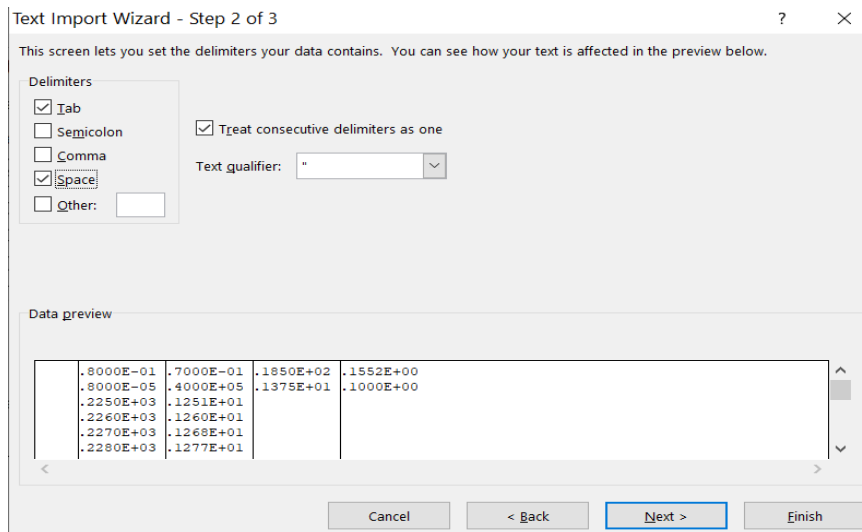 Text Import Wizard - Step 2 of 3 ?
This screen lets you set the delimiters your data contains. You can see how your text is affected in the preview below.
Delimiters
Tab
Semicolon
Comma
Space
Other:
Treat consecutive delimiters as one
Text qualifier: "
Data preview
.8000E-01 .7000E-01 .1850E+02 .1552E+00
.8000E-05 .4000E+05 .1375E+01 .1000E+00
.2250E+03 .1251E+01
.2260E+03 .1260E+01
.2270E+03 .1268E+01
.2280E+03 .1277E+01
Cancel < Back Next > Finish